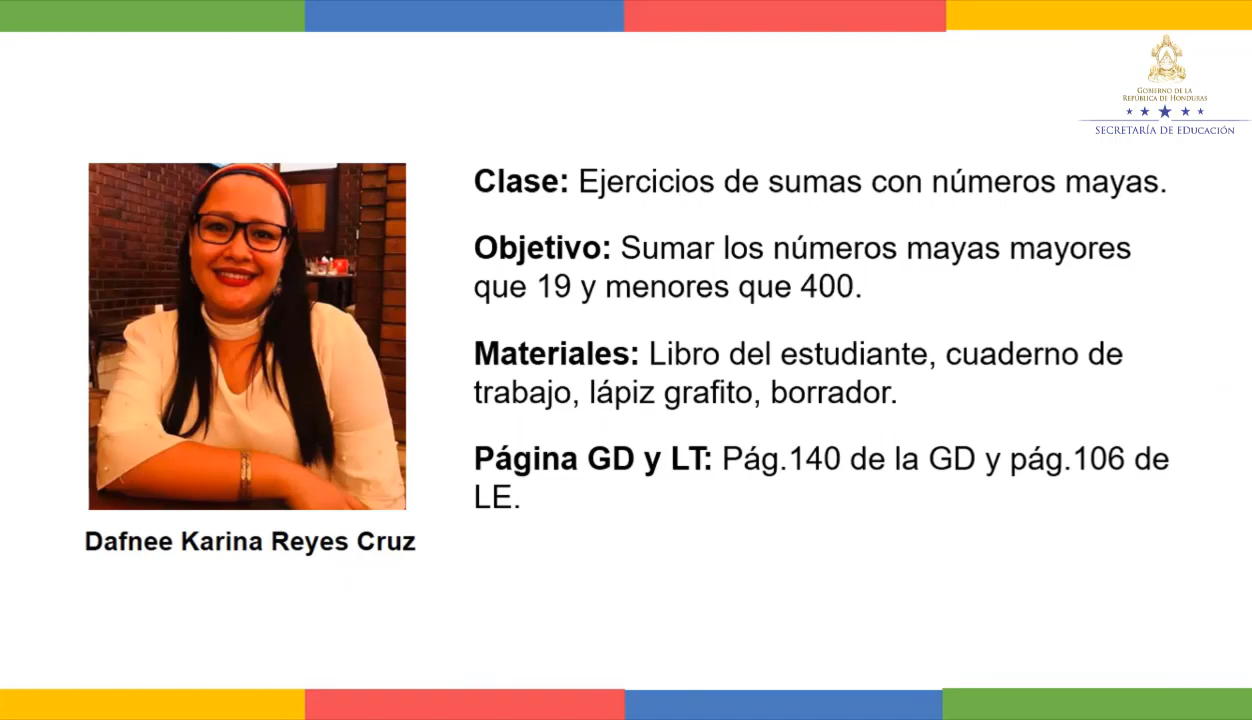 GOBIERNO DE LA
REPÚBLICA DE HONDURAS
SECRETARÍA DE EDUCACIÓN
Clase: Ejercicios de sumas con números mayas.
Objetivo: Sumar los números mayas mayores
que 19 y menores que 400.
Materiales: Libro del estudiante, cuaderno de
trabajo, lápiz grafito, borrador.
Página GD y LT: Pág.140 de la GD y pág.106 de
LE.
Dafnee Karina Reyes Cruz